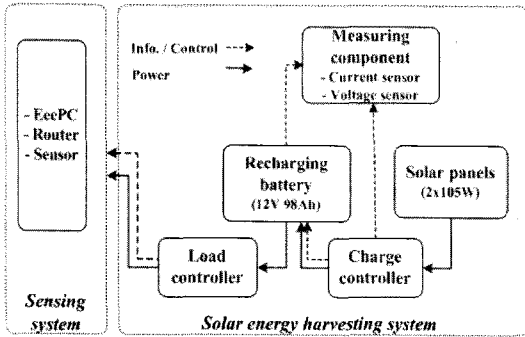 Info. / Control
Power
Measuring
component
- Current sensor
- Voltage sensor
- EeePC
- Router
- Sensor
Recharging
battery
(12V 98Ah)
Solar panels
(2x105W)
Load
controller
Charge
controller
Sensing
system
Solar energy harvesting system